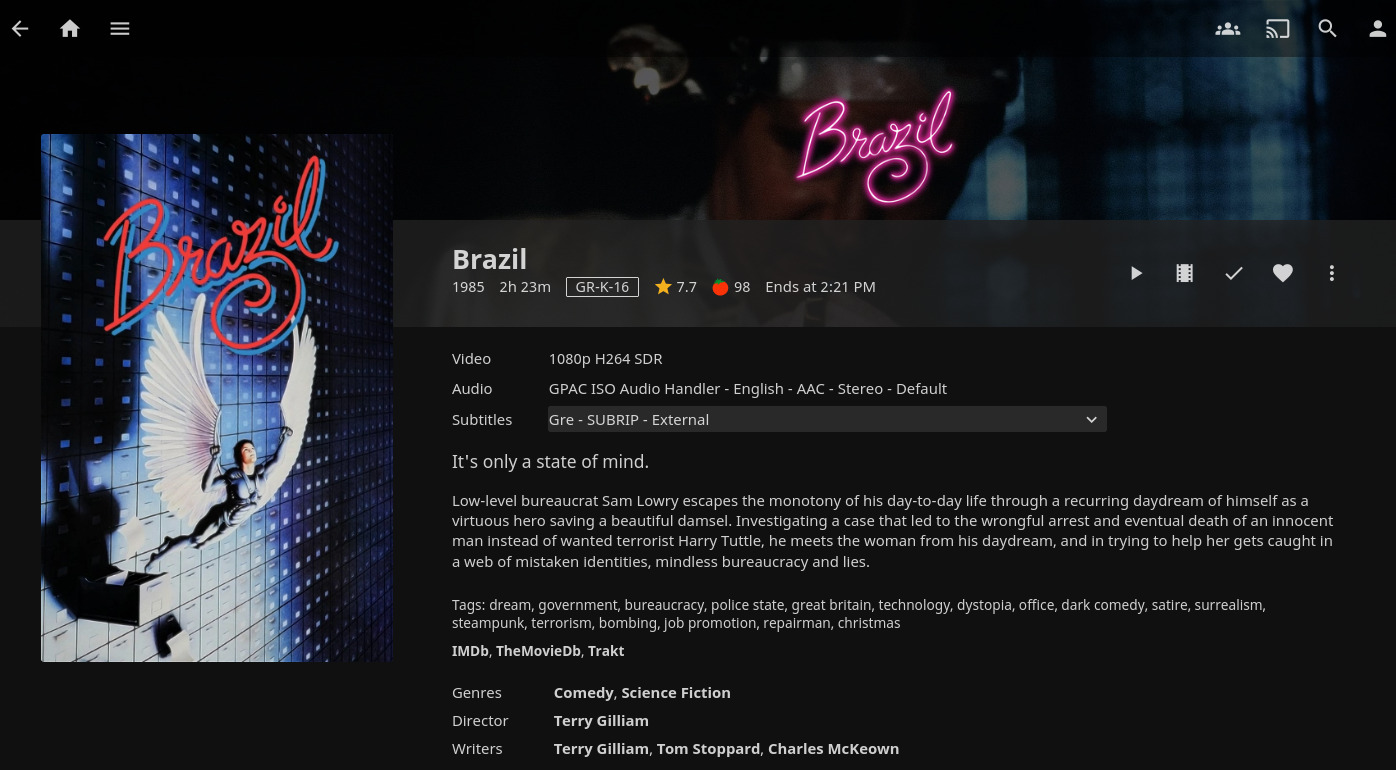 Brazil
Brazil
Brazil
1985 2h 23m GR-K-16 7.7 98 Ends at 2:21 PM
Video 1080p H264 SDR
Audio GPAC ISO Audio Handler - English - AAC - Stereo - Default
Subtitles Gre - SUBRIP - External
It's only a state of mind.
Low-level bureaucrat Sam Lowry escapes the monotony of his day-to-day life through a recurring daydream of himself as a
virtuous hero saving a beautiful damsel. Investigating a case that led to the wrongful arrest and eventual death of an innocent
man instead of wanted terrorist Harry Tuttle, he meets the woman from his daydream, and in trying to help her gets caught in
a web of mistaken identities, mindless bureaucracy and lies.
Tags: dream, government, bureaucracy, police state, great britain, technology, dystopia, office, dark comedy, satire, surrealism,
steampunk, terrorism, bombing, job promotion, repairman, christmas
IMDb, TheMovieDb, Trakt
Genres Comedy, Science Fiction
Director Terry Gilliam
Writers Terry Gilliam, Tom Stoppard, Charles McKeown